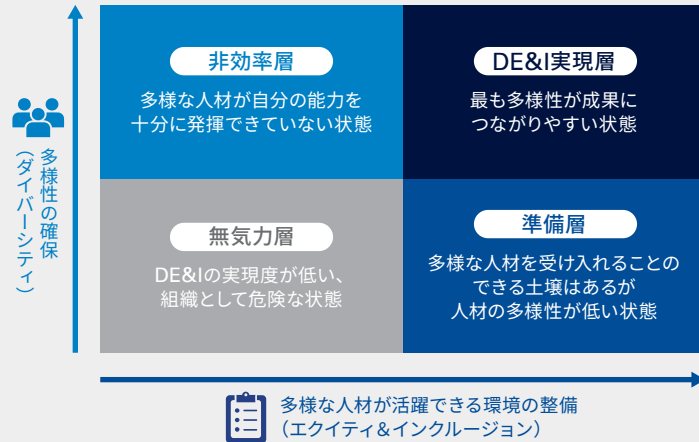 非効率層
多様な人材が自分の能力を
十分に発揮できていない状態
DE&I実現層
最も多様性が成果に
つながりやすい状態
多様性の確保
(ダイバーシティ)
無気力層
DE&Iの実現度が低い、
組織として危険な状態
準備層
多様な人材を受け入れることの
できる土壌はあるが
人材の多様性が低い状態
多様な人材が活躍できる環境の整備
(エクイティ&インクルージョン)